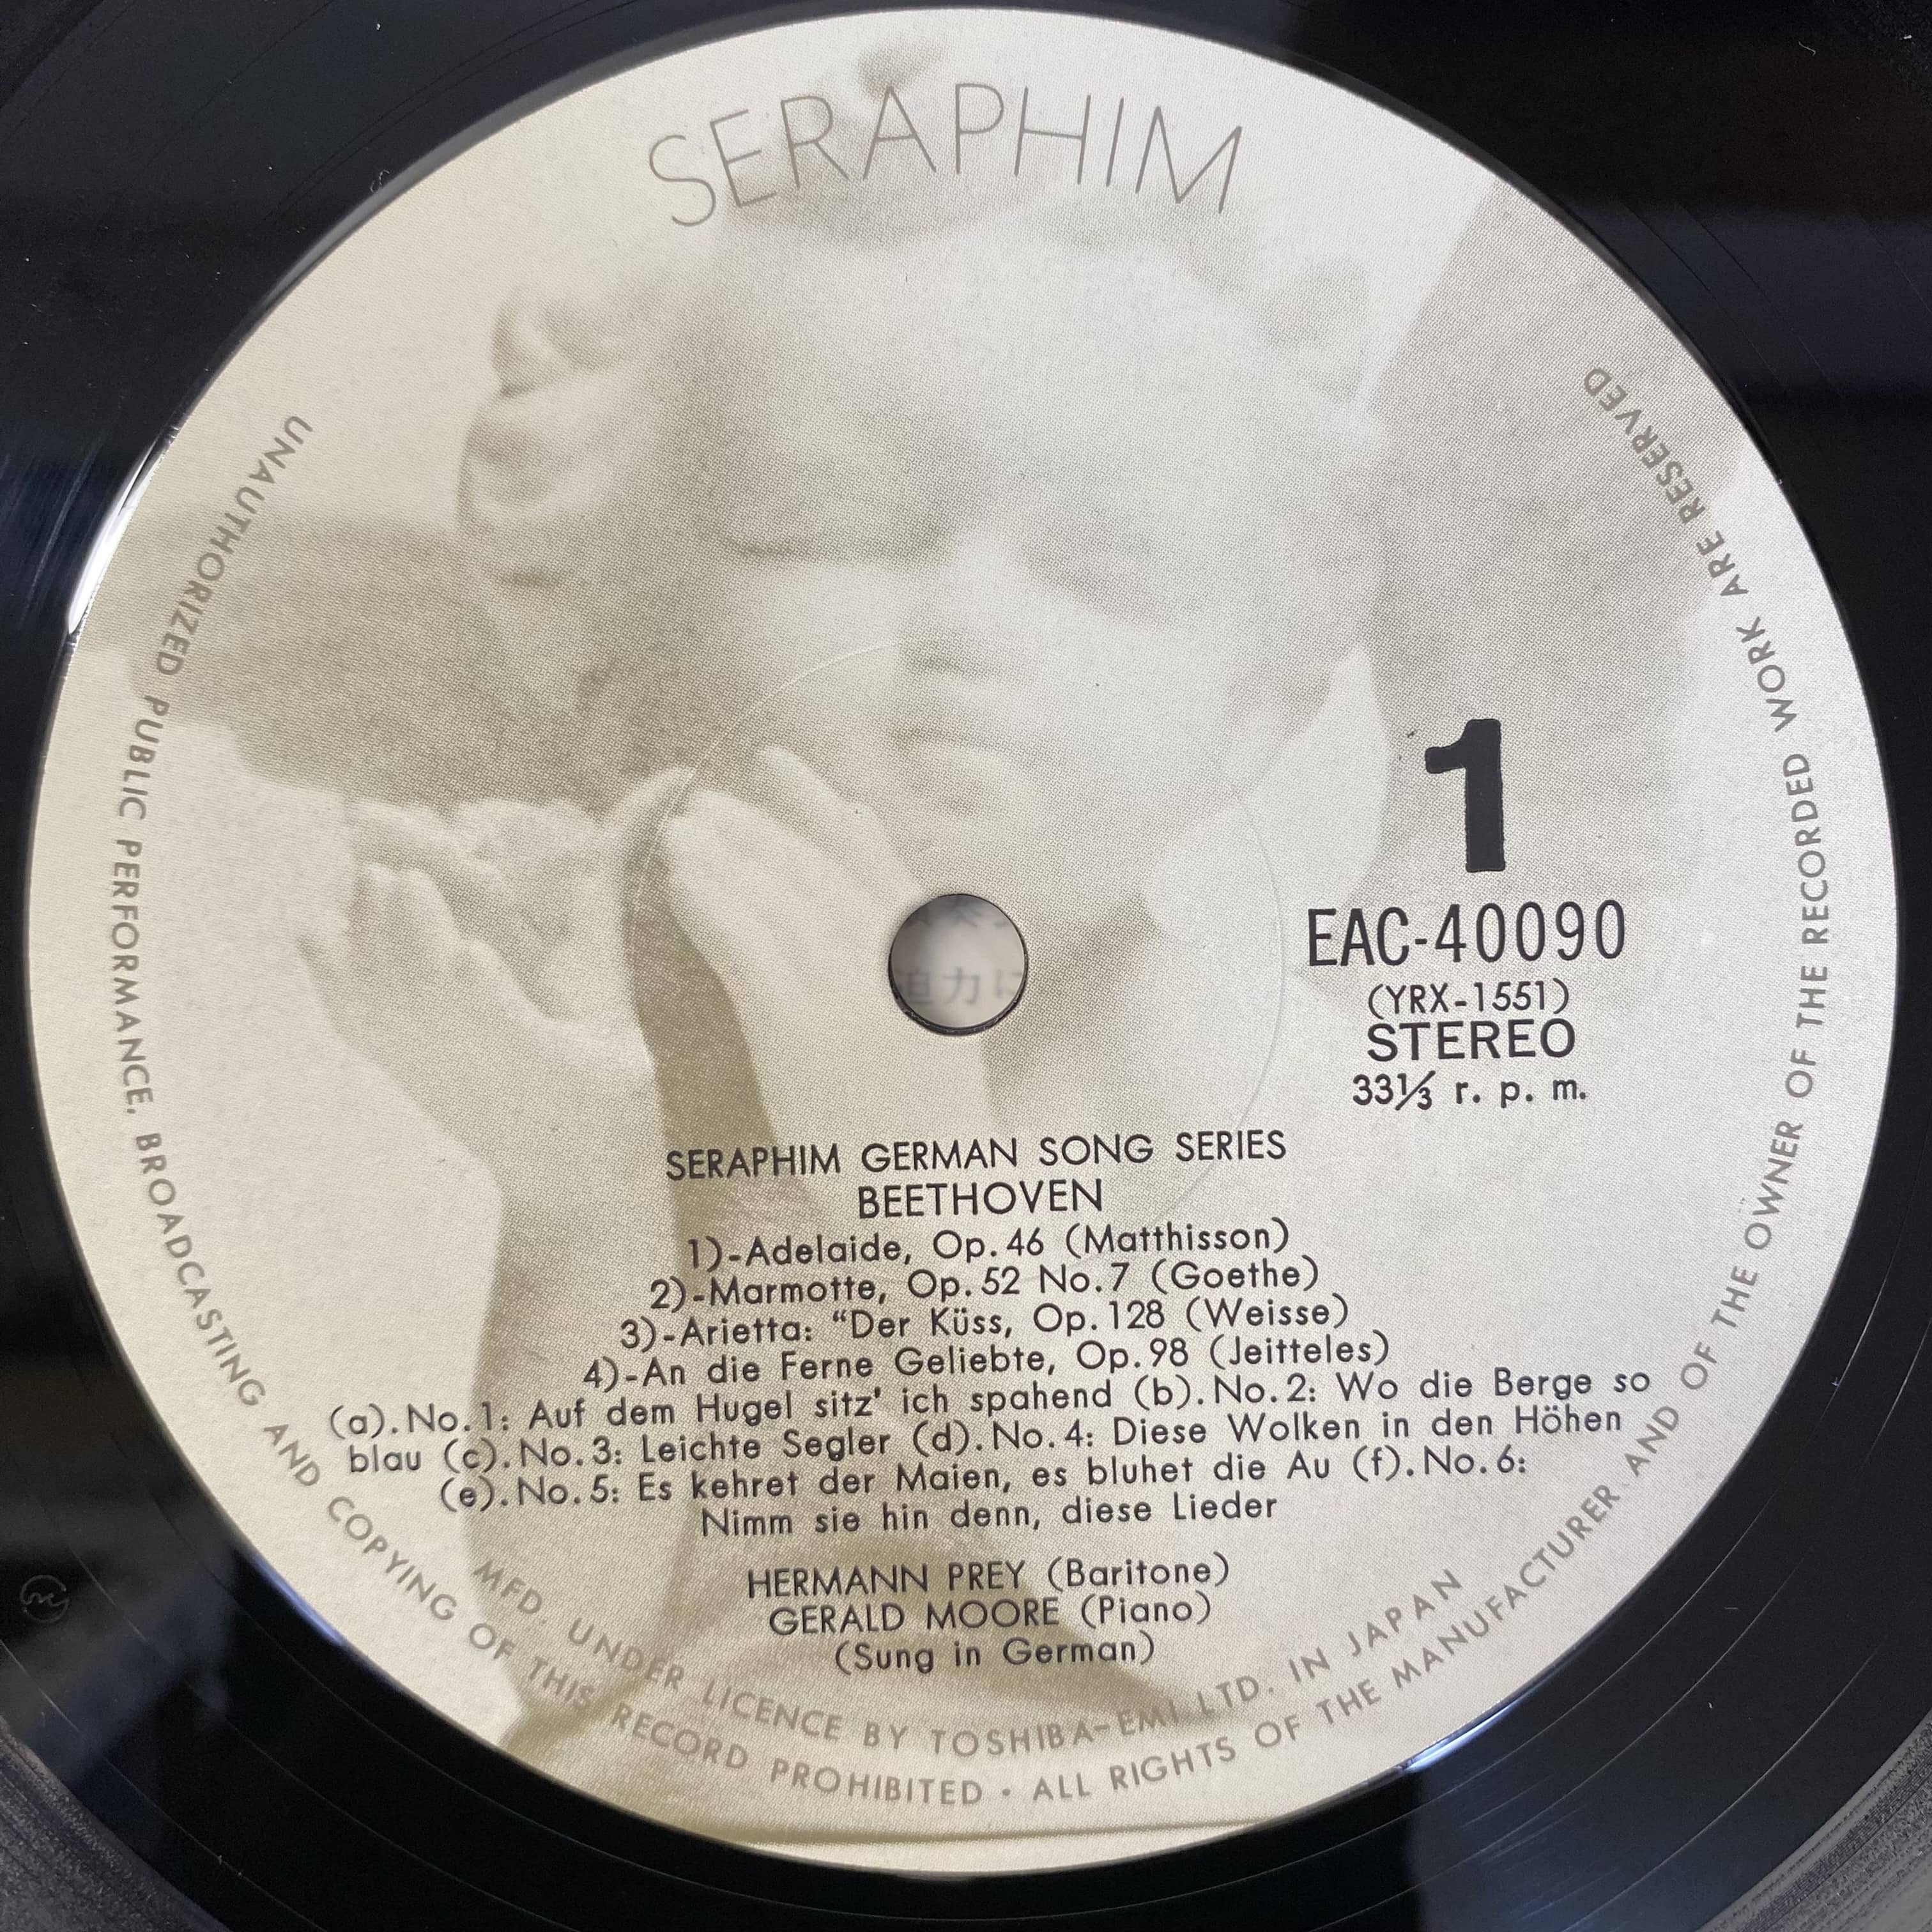 SERAPHIM
1
EAC-40090
(YRX-1551)
STEREO
33⅓ r. p. m.
SERAPHIM GERMAN SONG SERIES
BEETHOVEN
1)-Adelaide, Op. 46 (Matthisson)
2)-Marmotte, Op. 52 No. 7 (Goethe)
3)-Arietta: “Der Küss, Op. 128 (Weisse)
4)-An die Ferne Geliebte, Op. 98 (Jeitteles)
(a). No. 1: Auf dem Hugel sitz' ich spahend (b). No. 2: Wo die Berge so
blau (c). No. 3: Leichte Segler (d). No. 4: Diese Wolken in den Höhen
(e). No. 5: Es kehret der Maien, es bluhet die Au (f). No. 6:
Nimm sie hin denn, diese Lieder
HERMANN PREY (Baritone)
GERALD MOORE (Piano)
(Sung in German)
MFD. UNDER LICENCE BY TOSHIBA-EMI LTD. IN JAPAN
UNAUTHORIZED PUBLIC PERFORMANCE, BROADCASTING AND COPYING OF THIS RECORD PROHIBITED · ALL RIGHTS OF THE MANUFACTURER AND OF THE OWNER OF THE RECORDED WORK ARE RESERVED
迫力に